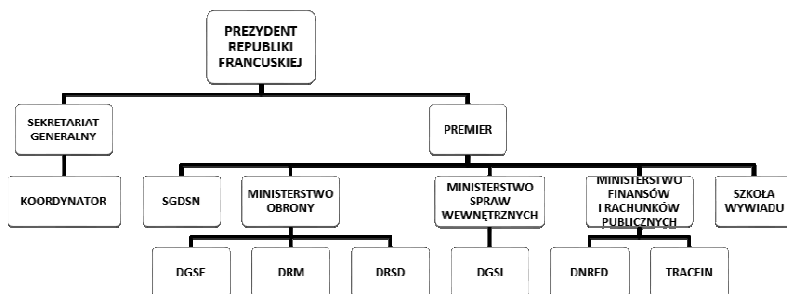 PREZYDENT
REPUBLIKI
FRANCUSKIEJ
SEKRETARIAT
GENERALNY
PREMIER
KOORDYNATOR
SGDSN
MINISTERSTWO
OBRONY
MINISTERSTWO
SPRAW
WEWNĘTRZNYCH
MINISTERSTWO
FINANSÓW
I RACHUNKÓW
PUBLICZNYCH
SZKOŁA
WYWIADU
DGSE
DRM
DRSD
DGSI
DNRED
TRACFIN